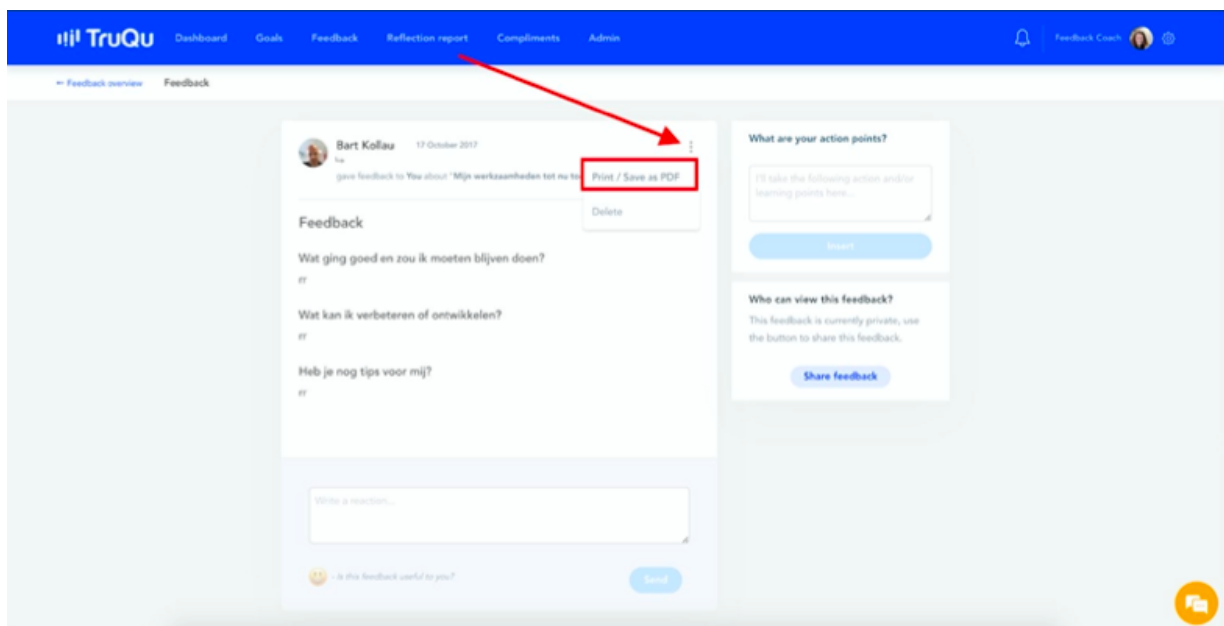 TruQu
Dashboard Goals Feedback Reflection report Compliments Admin
Feedback Coach
← Feedback overview Feedback
Bart Kollau 17 October 2017
gave feedback to You about "Mijn werkzaamheden tot nu
Print / Save as PDF
Delete
Feedback
Wat ging goed en zou ik moeten blijven doen?
rr
Wat kan ik verbeteren of ontwikkelen?
rr
Heb je nog tips voor mij?
rr
Write a reaction...
- Is this feedback useful to you?
Send
What are your action points?
I'll take the following action and/or
learning points here...
Insert
Who can view this feedback?
This feedback is currently private, use
the button to share this feedback.
Share feedback